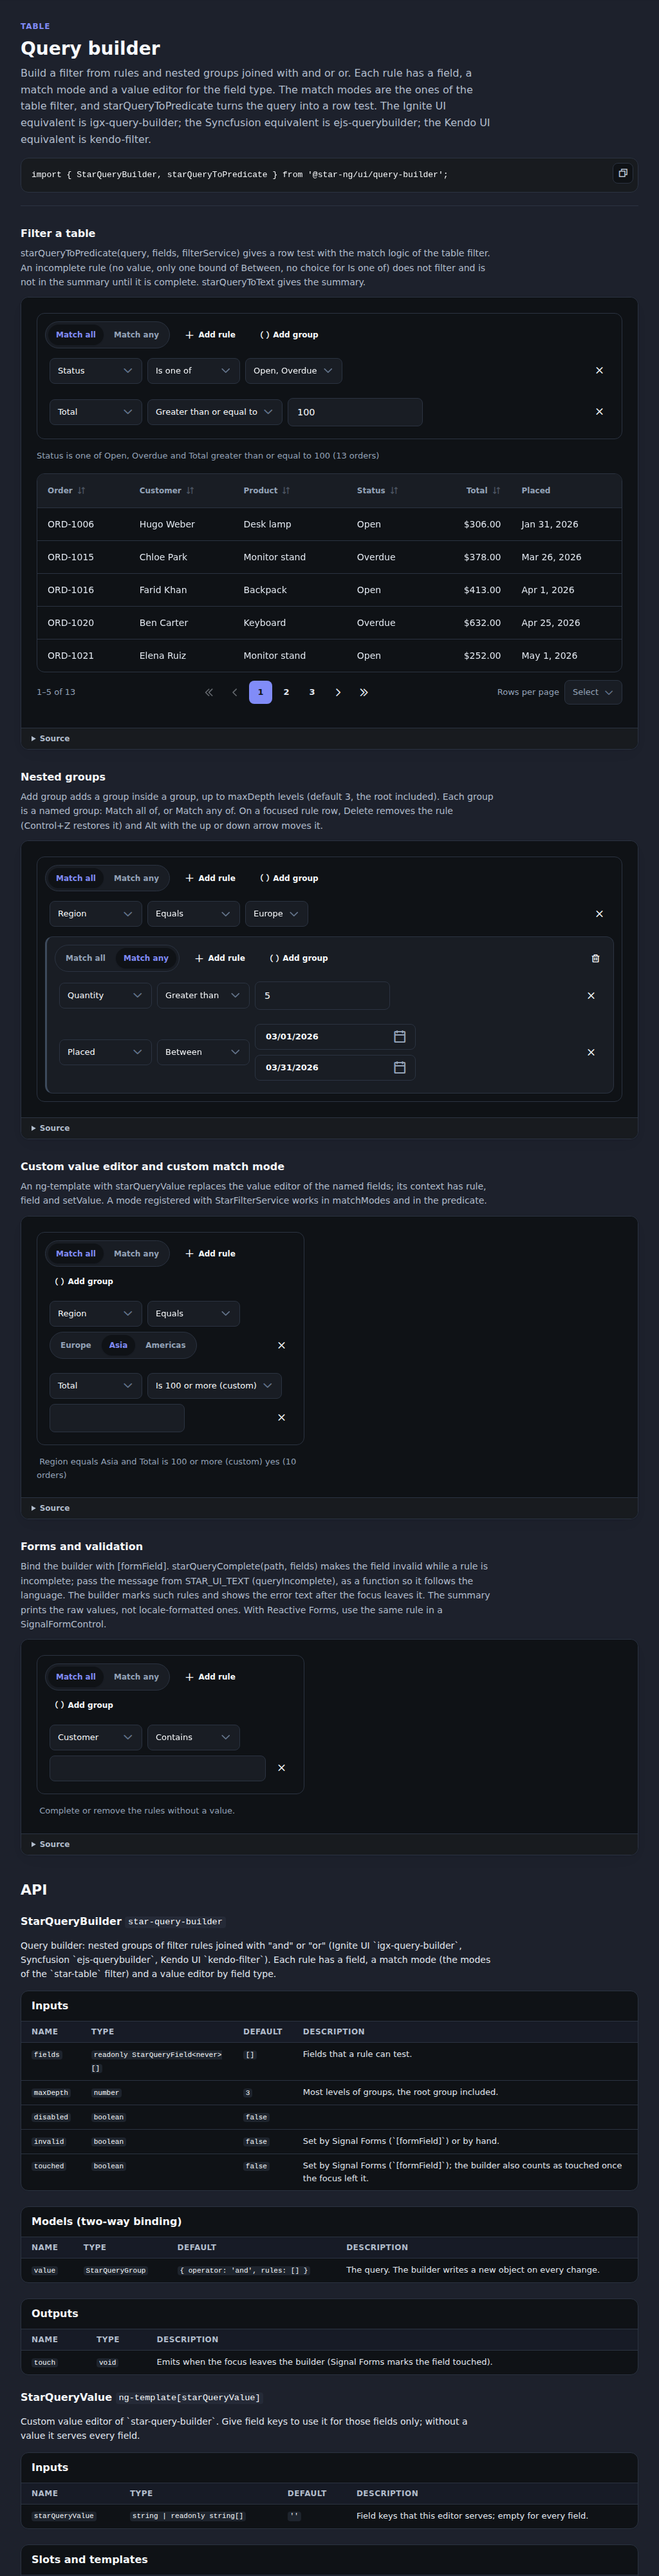 TABLE
Query builder
Build a filter from rules and nested groups joined with and or or. Each rule has a field, a
match mode and a value editor for the field type. The match modes are the ones of the
table filter, and starQueryToPredicate turns the query into a row test. The Ignite UI
equivalent is igx-query-builder; the Syncfusion equivalent is ejs-querybuilder; the Kendo UI
equivalent is kendo-filter.
import { StarQueryBuilder, starQueryToPredicate } from '@star-ng/ui/query-builder';
Filter a table
starQueryToPredicate(query, fields, filterService) gives a row test with the match logic of the table filter.
An incomplete rule (no value, only one bound of Between, no choice for Is one of) does not filter and is
not in the summary until it is complete. starQueryToText gives the summary.
Match all Match any Add rule Add group
Status Is one of Open, Overdue
Total Greater than or equal to 100
Status is one of Open, Overdue and Total greater than or equal to 100 (13 orders)
Order Customer Product Status Total Placed
ORD-1006 Hugo Weber Desk lamp Open $306.00 Jan 31, 2026
ORD-1015 Chloe Park Monitor stand Overdue $378.00 Mar 26, 2026
ORD-1016 Farid Khan Backpack Open $413.00 Apr 1, 2026
ORD-1020 Ben Carter Keyboard Overdue $632.00 Apr 25, 2026
ORD-1021 Elena Ruiz Monitor stand Open $252.00 May 1, 2026
1–5 of 13 1 2 3 Rows per page Select
Source
Nested groups
Add group adds a group inside a group, up to maxDepth levels (default 3, the root included). Each group
is a named group: Match all of, or Match any of. On a focused rule row, Delete removes the rule
(Control+Z restores it) and Alt with the up or down arrow moves it.
Match all Match any Add rule Add group
Region Equals Europe
Match all Match any Add rule Add group
Quantity Greater than 5
Placed Between 03/01/2026
03/31/2026
Source
Custom value editor and custom match mode
An ng-template with starQueryValue replaces the value editor of the named fields; its context has rule,
field and setValue. A mode registered with StarFilterService works in matchModes and in the predicate.
Match all Match any Add rule
Add group
Region Equals
Europe Asia Americas
Total Is 100 or more (custom)
Region equals Asia and Total is 100 or more (custom) yes (10
orders)
Source
Forms and validation
Bind the builder with [formField]. starQueryComplete(path, fields) makes the field invalid while a rule is
incomplete; pass the message from STAR_UI_TEXT (queryIncomplete), as a function so it follows the
language. The builder marks such rules and shows the error text after the focus leaves it. The summary
prints the raw values, not locale-formatted ones. With Reactive Forms, use the same rule in a
SignalFormControl.
Match all Match any Add rule
Add group
Customer Contains
Complete or remove the rules without a value.
Source
API
StarQueryBuilder star-query-builder
Query builder: nested groups of filter rules joined with "and" or "or" (Ignite UI `igx-query-builder`,
Syncfusion `ejs-querybuilder`, Kendo UI `kendo-filter`). Each rule has a field, a match mode (the modes
of the `star-table` filter) and a value editor by field type.
Inputs
NAME TYPE DEFAULT DESCRIPTION
fields readonly StarQueryField<never>[] [] Fields that a rule can test.
maxDepth number 3 Most levels of groups, the root group included.
disabled boolean false
invalid boolean false Set by Signal Forms (`[formField]`) or by hand.
touched boolean false Set by Signal Forms (`[formField]`); the builder also counts as touched once
the focus left it.
Models (two-way binding)
NAME TYPE DEFAULT DESCRIPTION
value StarQueryGroup { operator: 'and', rules: [] } The query. The builder writes a new object on every change.
Outputs
NAME TYPE DESCRIPTION
touch void Emits when the focus leaves the builder (Signal Forms marks the field touched).
StarQueryValue ng-template[starQueryValue]
Custom value editor of `star-query-builder`. Give field keys to use it for those fields only; without a
value it serves every field.
Inputs
NAME TYPE DEFAULT DESCRIPTION
starQueryValue string | readonly string[] '' Field keys that this editor serves; empty for every field.
Slots and templates